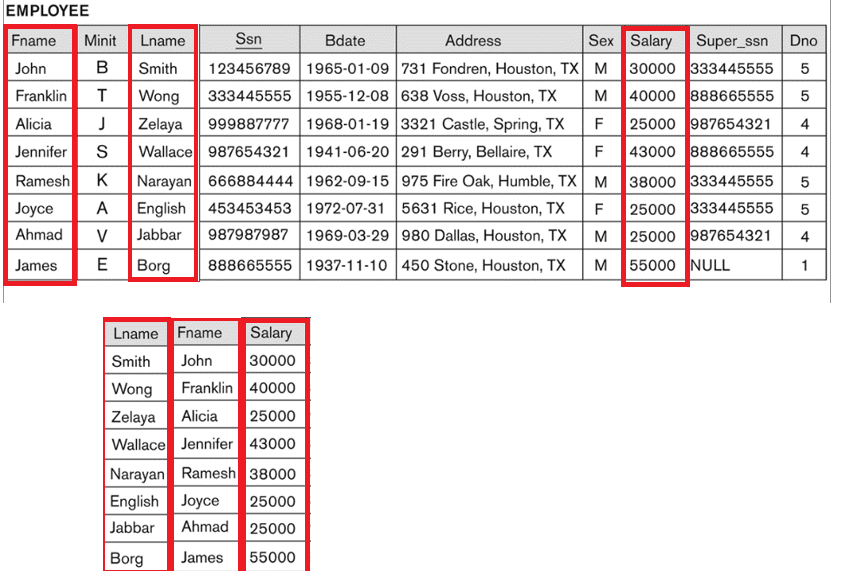 EMPLOYEE
Fname Minit Lname Ssn Bdate Address Sex Salary Super_ssn Dno
John B Smith 123456789 1965-01-09 731 Fondren, Houston, TX M 30000 333445555 5
Franklin T Wong 333445555 1955-12-08 638 Voss, Houston, TX M 40000 888665555 5
Alicia J Zelaya 999887777 1968-01-19 3321 Castle, Spring, TX F 25000 987654321 4
Jennifer S Wallace 987654321 1941-06-20 291 Berry, Bellaire, TX F 43000 888665555 4
Ramesh K Narayan 666884444 1962-09-15 975 Fire Oak, Humble, TX M 38000 333445555 5
Joyce A English 453453453 1972-07-31 5631 Rice, Houston, TX F 25000 333445555 5
Ahmad V Jabbar 987987987 1969-03-29 980 Dallas, Houston, TX M 25000 987654321 4
James E Borg 888665555 1937-11-10 450 Stone, Houston, TX M 55000 NULL 1
Lname Fname Salary
Smith John 30000
Wong Franklin 40000
Zelaya Alicia 25000
Wallace Jennifer 43000
Narayan Ramesh 38000
English Joyce 25000
Jabbar Ahmad 25000
Borg James 55000